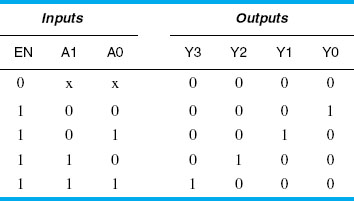 Inputs Outputs
EN A1 A0 Y3 Y2 Y1 Y0
0 x x 0 0 0 0
1 0 0 0 0 0 1
1 0 1 0 0 1 0
1 1 0 0 1 0 0
1 1 1 1 0 0 0